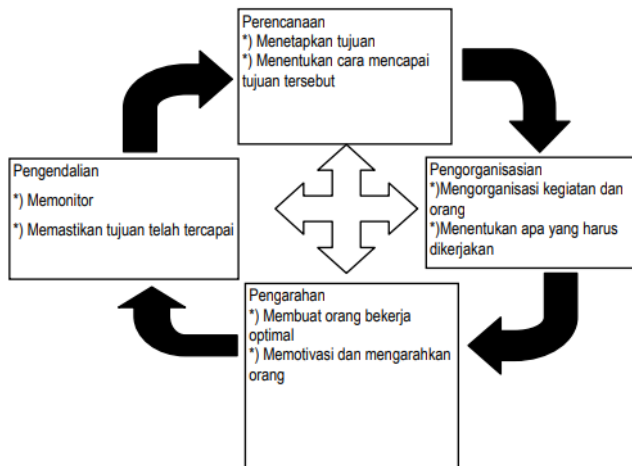 Perencanaan
*) Menetapkan tujuan
*) Menentukan cara mencapai
tujuan tersebut
Pengendalian
*) Memonitor
*) Memastikan tujuan telah tercapai
Pengorganisasian
*)Mengorganisasi kegiatan dan
orang
*)Menentukan apa yang harus
dikerjakan
Pengarahan
*) Membuat orang bekerja
optimal
*) Memotivasi dan mengarahkan
orang